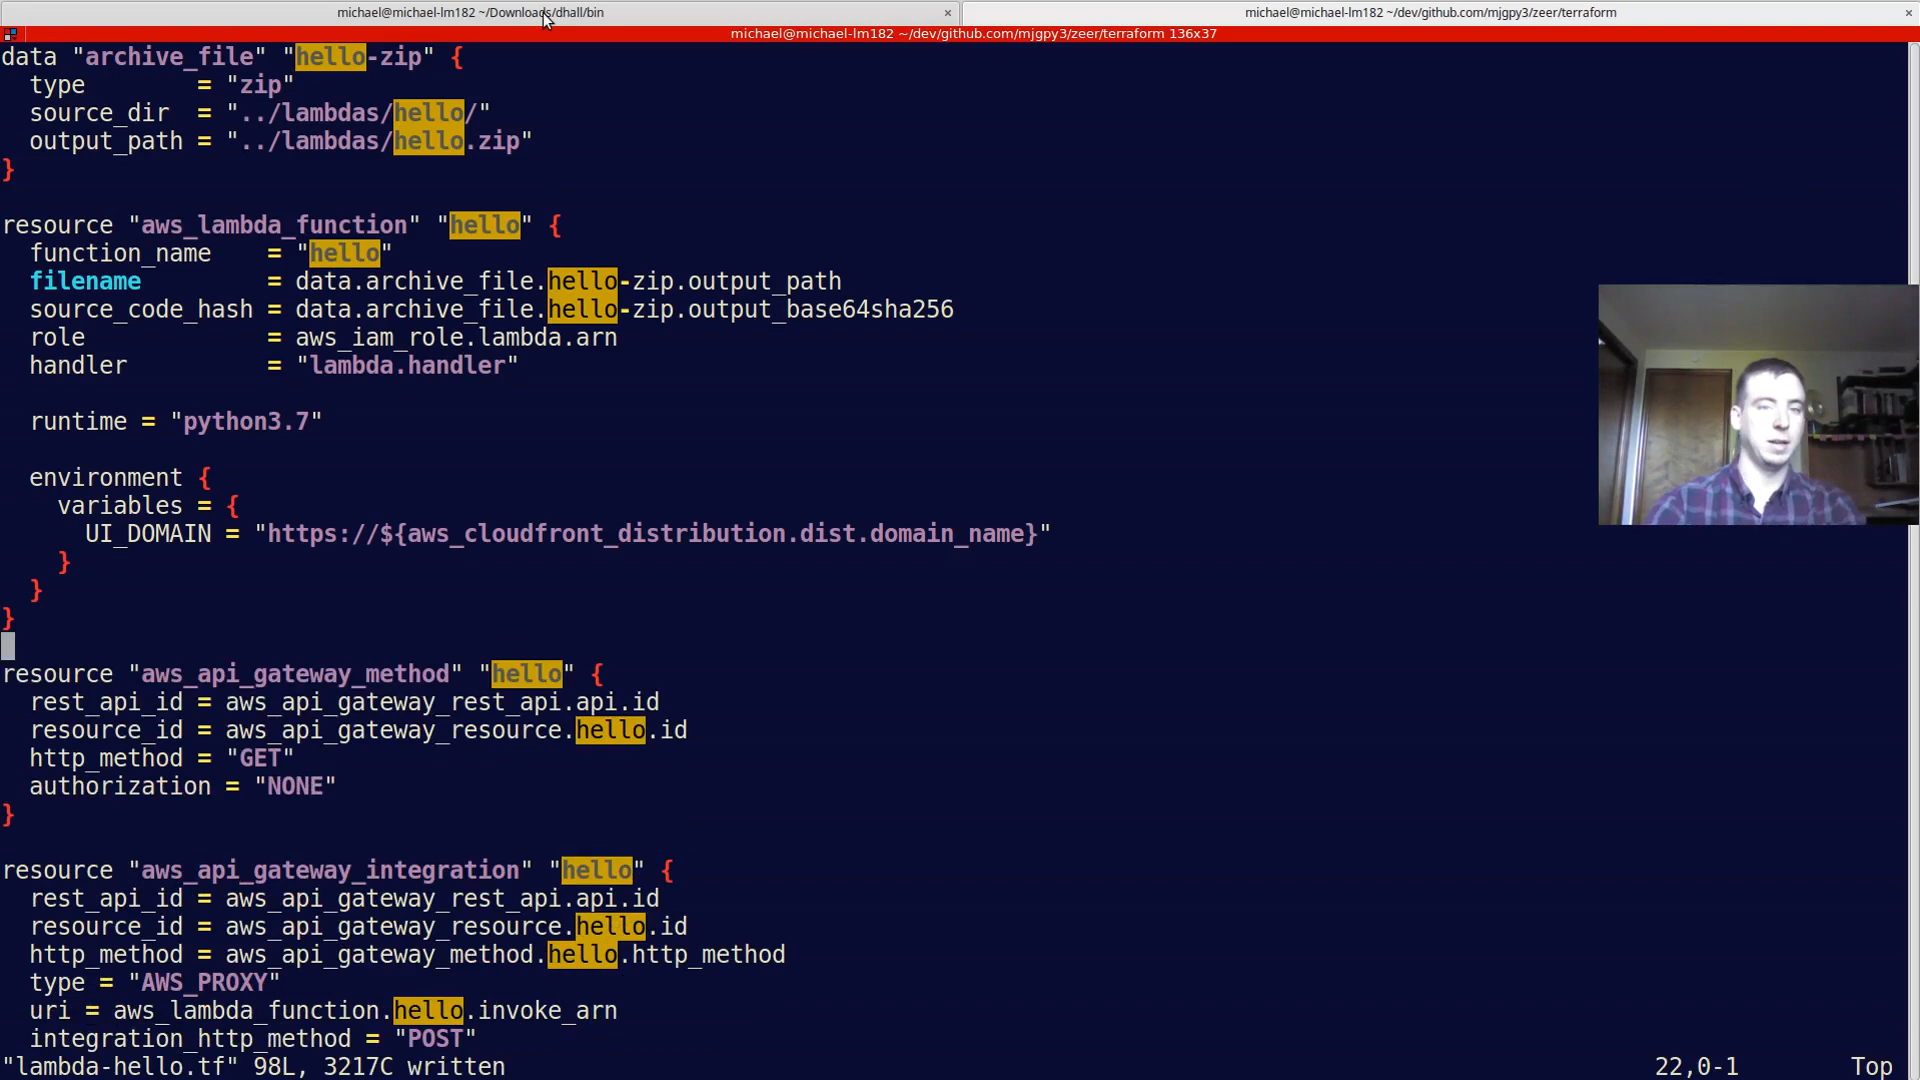 michael@michael-lm182 ~/Downloads/dhall/bin × michael@michael-lm182 ~/dev/github.com/mjgpy3/zeer/terraform ×
michael@michael-lm182 ~/dev/github.com/mjgpy3/zeer/terraform 136x37
data "archive_file" "hello-zip" {
  type        = "zip"
  source_dir  = "../lambdas/hello/"
  output_path = "../lambdas/hello.zip"
}
resource "aws_lambda_function" "hello" {
  function_name    = "hello"
  filename         = data.archive_file.hello-zip.output_path
  source_code_hash = data.archive_file.hello-zip.output_base64sha256
  role             = aws_iam_role.lambda.arn
  handler          = "lambda.handler"
  runtime = "python3.7"
  environment {
    variables = {
      UI_DOMAIN = "https://${aws_cloudfront_distribution.dist.domain_name}"
    }
  }
}
resource "aws_api_gateway_method" "hello" {
  rest_api_id = aws_api_gateway_rest_api.api.id
  resource_id = aws_api_gateway_resource.hello.id
  http_method = "GET"
  authorization = "NONE"
}
resource "aws_api_gateway_integration" "hello" {
  rest_api_id = aws_api_gateway_rest_api.api.id
  resource_id = aws_api_gateway_resource.hello.id
  http_method = aws_api_gateway_method.hello.http_method
  type = "AWS_PROXY"
  uri = aws_lambda_function.hello.invoke_arn
  integration_http_method = "POST"
"lambda-hello.tf" 98L, 3217C written 22,0-1 Top